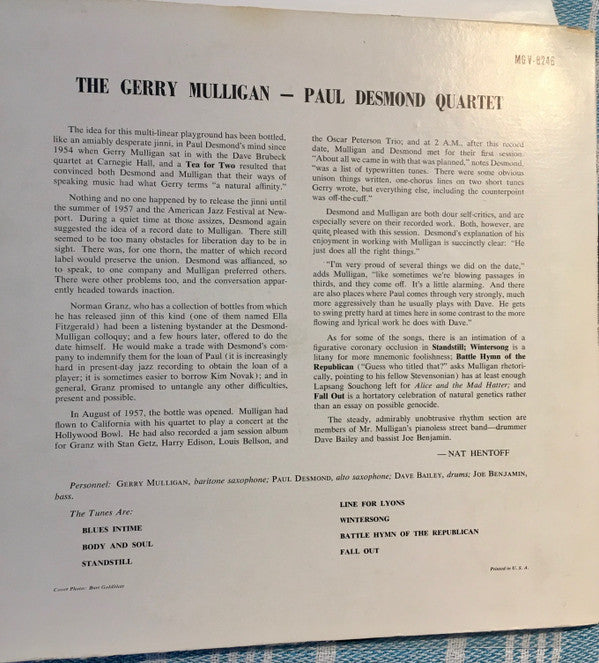 MGV-8246
THE GERRY MULLIGAN — PAUL DESMOND QUARTET
The idea for this multi-linear playground has been bottled,
like an amiably desperate jinni, in Paul Desmond's mind since
1954 when Gerry Mulligan sat in with the Dave Brubeck
quartet at Carnegie Hall, and a Tea for Two resulted that
convinced both Desmond and Mulligan that their ways of
speaking music had what Gerry terms "a natural affinity."
Nothing and no one happened by to release the jinni until
the summer of 1957 and the American Jazz Festival at New-
port. During a quiet time at those assizes, Desmond again
suggested the idea of a record date to Mulligan. There still
seemed to be too many obstacles for liberation day to be in
sight. There was, for one thorn, the matter of which record
label would preserve the union. Desmond was affianced, so
to speak, to one company and Mulligan preferred others.
There were other problems too, and the conversation appar-
ently headed towards inaction.
Norman Granz, who has a collection of bottles from which
he has released jinn of this kind (one of them named Ella
Fitzgerald) had been a listening bystander at the Desmond-
Mulligan colloquy; and a few hours later, offered to do the
date himself. He would make a trade with Desmond's com-
pany to indemnify them for the loan of Paul (it is increasingly
hard in present-day jazz recording to obtain the loan of a
player; it is sometimes easier to borrow Kim Novak); and in
general, Granz promised to untangle any other difficulties,
present and possible.
In August of 1957, the bottle was opened. Mulligan had
flown to California with his quartet to play a concert at the
Hollywood Bowl. He had also recorded a jam session album
for Granz with Stan Getz, Harry Edison, Louis Bellson, and
the Oscar Peterson Trio; and at 2 A.M., after this record
date, Mulligan and Desmond met for their first session.
"About all we came in with that was planned," notes Desmond,
"was a list of typewritten tunes. There were some obvious
unison things written, one-chorus lines on two short tunes
Gerry wrote, but everything else, including the counterpoint
was off-the-cuff."
Desmond and Mulligan are both dour self-critics, and are
especially severe on their recorded work. Both, however, are
quite pleased with this session. Desmond's explanation of his
enjoyment in working with Mulligan is succinctly clear: "He
just does all the right things."
"I'm very proud of several things we did on the date,"
adds Mulligan, "like sometimes we're blowing passages in
thirds, and they come off. It's a little alarming. And there
are also places where Paul comes through very strongly, much
more aggressively than he usually plays with Dave. He gets
to swing pretty hard at times here in some contrast to the more
flowing and lyrical work he does with Dave."
As for some of the songs, there is an intimation of a
figurative coronary occlusion in Standstill; Wintersong is a
litany for more mnemonic foolishness; Battle Hymn of the
Republican ("Guess who titled that?" asks Mulligan rhetori-
cally, pointing to his fellow Stevensonian) has at least enough
Lapsang Souchong left for Alice and the Mad Hatter; and
Fall Out is a hortatory celebration of natural genetics rather
than an essay on possible genocide.
The steady, admirably unobtrusive rhythm section are
members of Mr. Mulligan's pianoless street band—drummer
Dave Bailey and bassist Joe Benjamin.
—NAT HENTOFF
Personnel: GERRY MULLIGAN, baritone saxophone; PAUL DESMOND, alto saxophone; DAVE BAILEY, drums; JOE BENJAMIN,
bass.
The Tunes Are:
BLUES INTIME
BODY AND SOUL
STANDSTILL
LINE FOR LYONS
WINTERSONG
BATTLE HYMN OF THE REPUBLICAN
FALL OUT
Cover Photo: Burt Goldblatt
Printed in U. S. A.